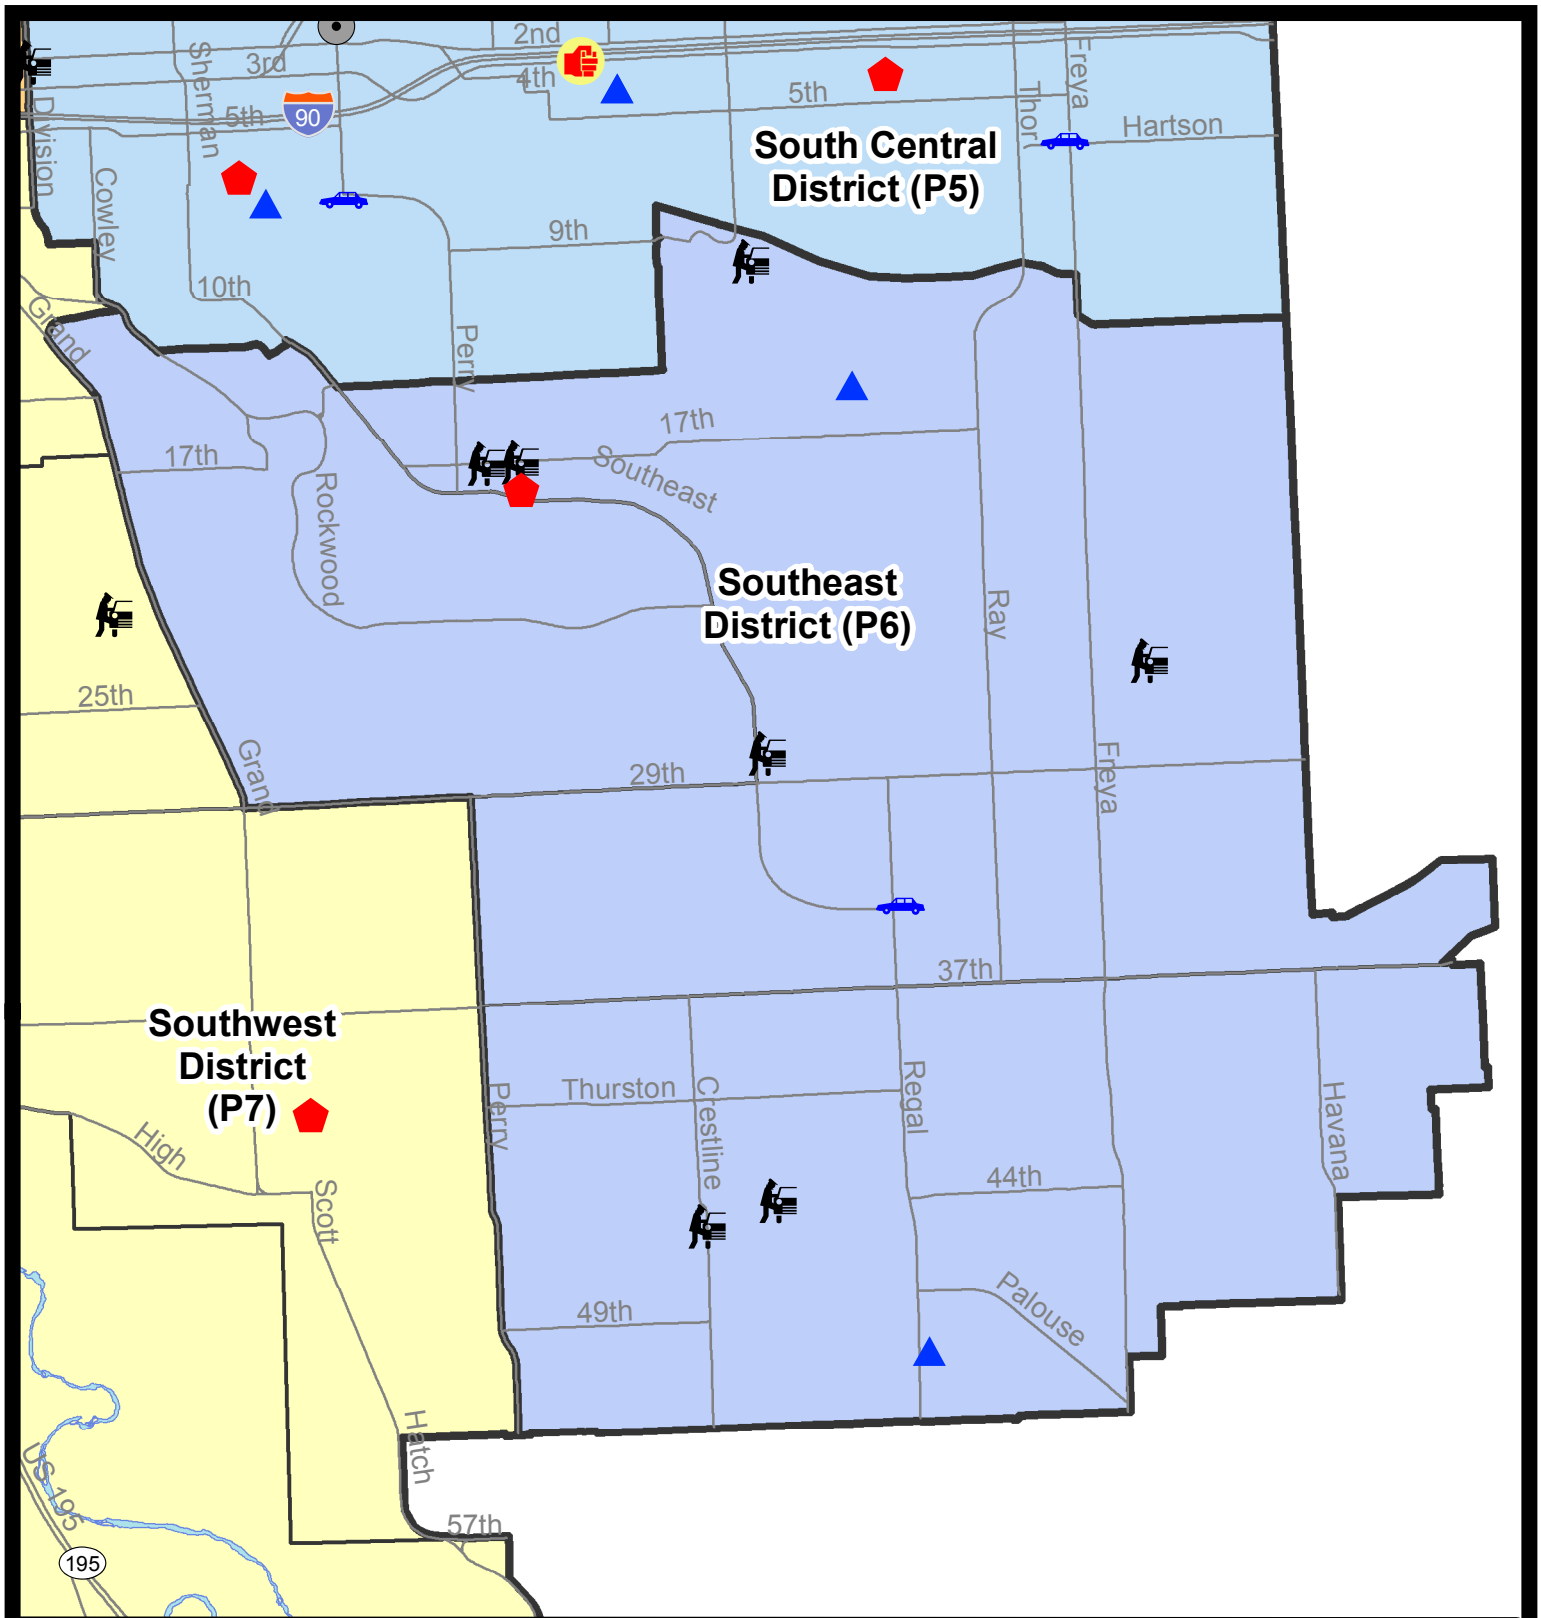 2nd
3rd
4th
5th
5th
90
Division
Sherman
Cowley
Thor
Freya
Hartson
South Central
District (P5)
9th
10th
Grand
Perry
17th
17th
Southeast
Rockwood
Southeast
District (P6)
Ray
25th
Grand
29th
Freya
37th
Southwest
District
(P7)
Perry
Thurston
Crestline
Regal
Havana
High
Scott
44th
49th
Palouse
Hatch
US 195
57th
195